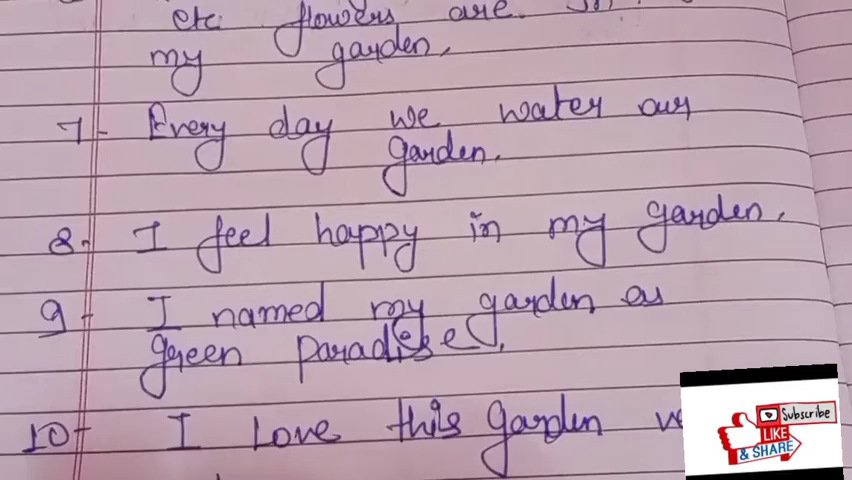 etc flowers are in
my garden.
7- Every day we water our
garden.
8- I feel happy in my garden.
9- I named my garden as
green paradise.
10- I Love this garden
Subscribe
LIKE
& SHARE